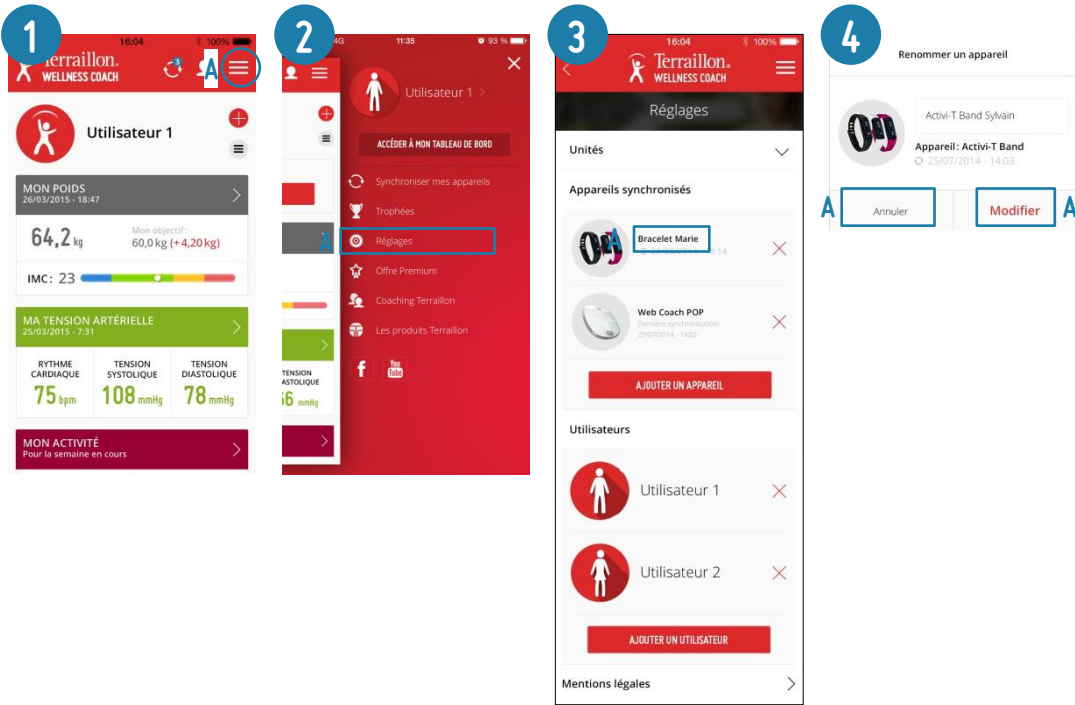 1
16:04
100%
Terraillon.
WELLNESS COACH
3
A
Utilisateur 1
MON POIDS
26/03/2015 - 18:47
64,2 kg
Mon objectif:
60,0 kg (+4,20 kg)
IMC: 23
MA TENSION ARTÉRIELLE
25/03/2015 - 7:31
RYTHME CARDIAQUE
75 bpm
TENSION SYSTOLIQUE
108 mmHg
TENSION DIASTOLIQUE
78 mmHg
MON ACTIVITÉ
Pour la semaine en cours
2
4G
11:35
93 %
Utilisateur 1
ACCÉDER À MON TABLEAU DE BORD
Synchroniser mes appareils
Trophées
A
Réglages
Offre Premium
Coaching Terraillon
Les produits Terraillon
f
You Tube
TENSION
mmHg
3
16:04
100%
Terraillon.
WELLNESS COACH
Réglages
Unités
Appareils synchronisés
A
Bracelet Marie
Web Coach POP
Dernière synchronisation:
25/07/2014 - 14:02
AJOUTER UN APPAREIL
Utilisateurs
Utilisateur 1
Utilisateur 2
AJOUTER UN UTILISATEUR
Mentions légales
4
Renommer un appareil
Activi-T Band Sylvain
Appareil: Activi-T Band
25/07/2014 - 14:03
A
Annuler
Modifier
A